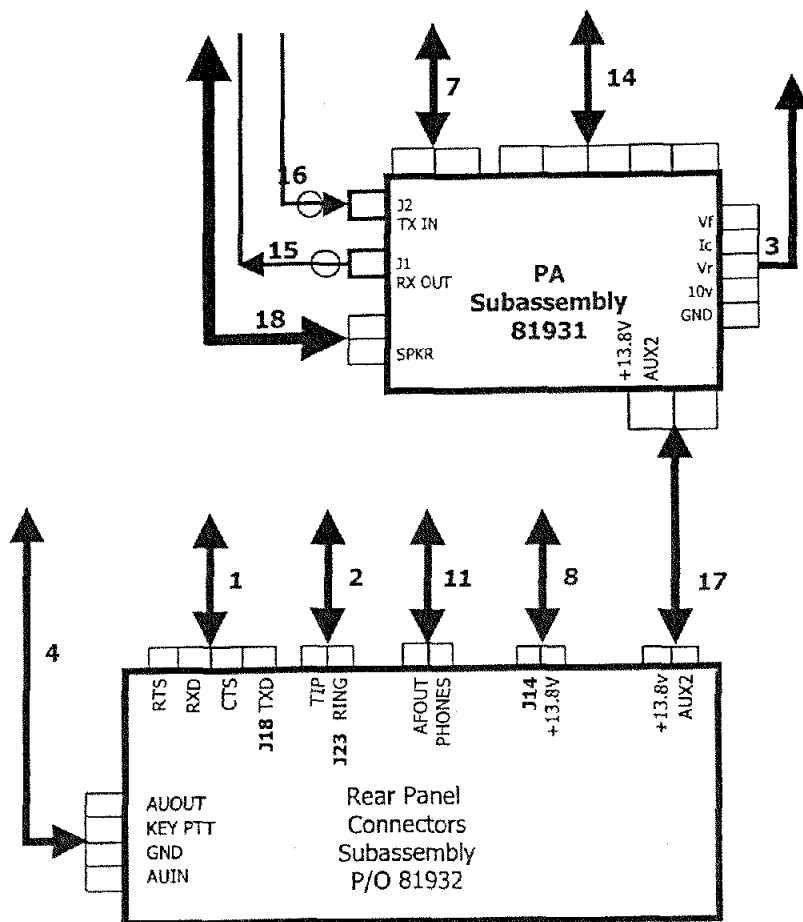 7
14
16
J2
TX IN
Vf
Ic
3
Vr
15
J1
RX OUT
PA
Subassembly
81931
10v
GND
18
SPKR
+13.8V
AUX2
1
2
11
8
17
4
RTS
RXD
CTS
J18 TXD
TIP
J23 RING
AFOUT
PHONES
J14
+13.8V
+13.8v
AUX2
AUOUT
KEY PTT
GND
AUIN
Rear Panel
Connectors
Subassembly
P/O 81932